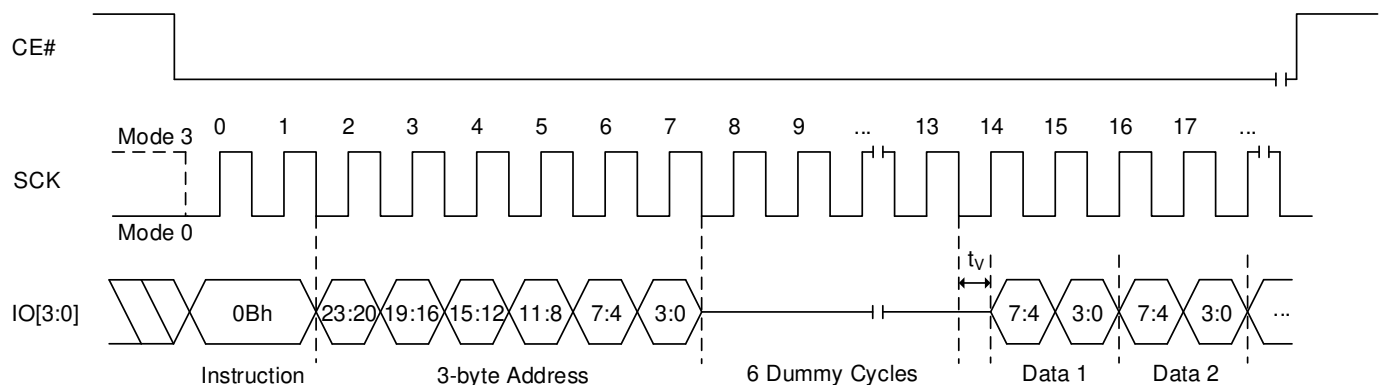 CE#
Mode 3
0 1 2 3 4 5 6 7 8 9 ... 13 14 15 16 17 ...
SCK
Mode 0
tV
IO[3:0]
0Bh 23:20 19:16 15:12 11:8 7:4 3:0 7:4 3:0 7:4 3:0 ...
Instruction 3-byte Address 6 Dummy Cycles Data 1 Data 2